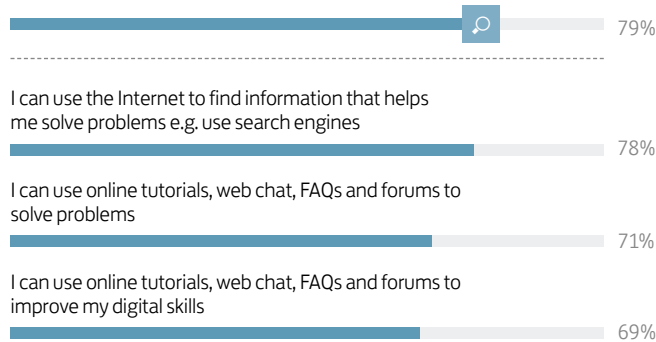 79%
I can use the Internet to find information that helps
me solve problems e.g. use search engines
78%
I can use online tutorials, web chat, FAQs and forums to
solve problems
71%
I can use online tutorials, web chat, FAQs and forums to
improve my digital skills
69%